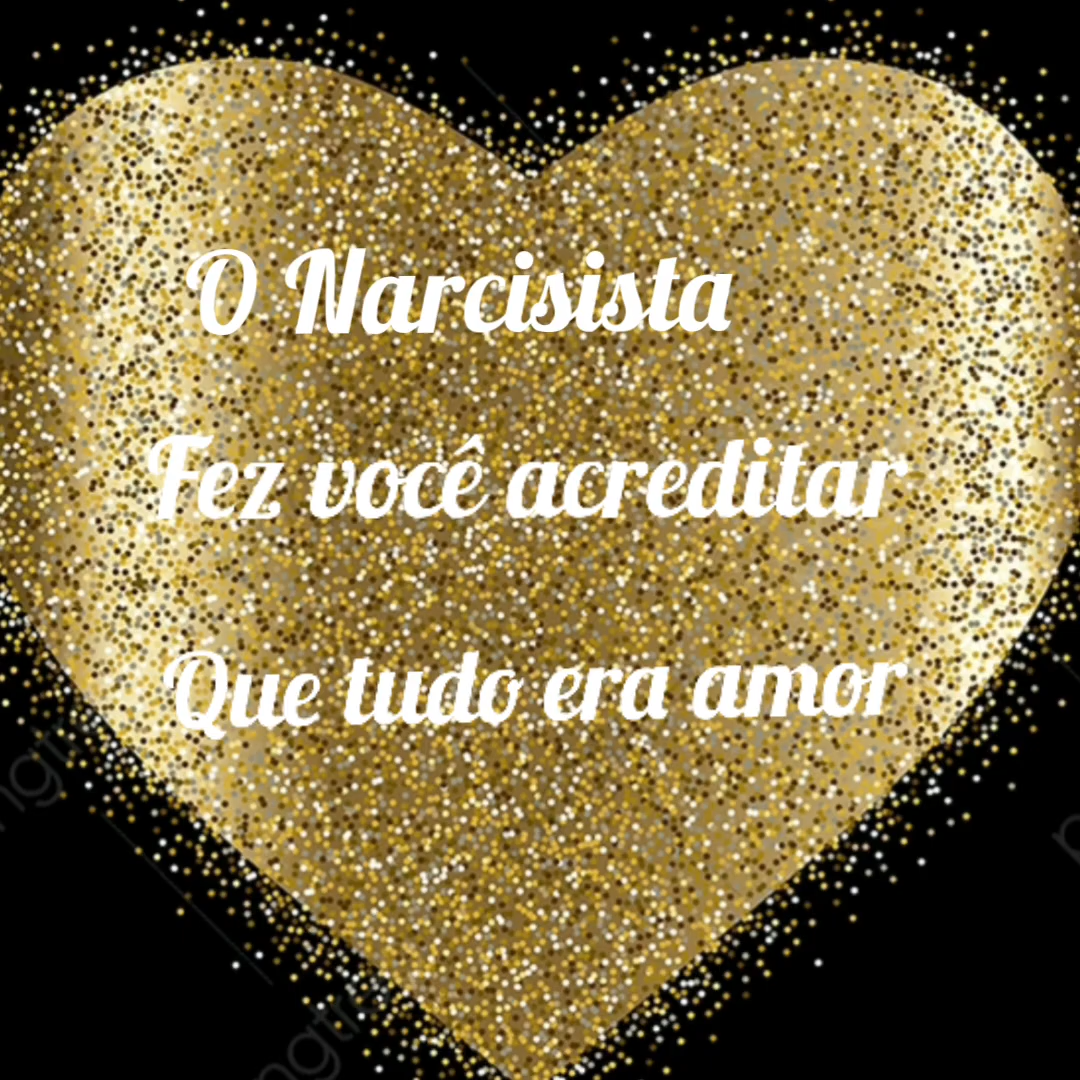 O Narcisista
Fez você acreditar
Que tudo era amor